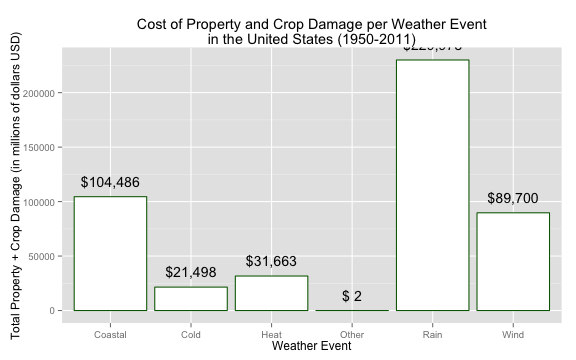 Cost of Property and Crop Damage per Weather Event
in the United States (1950-2011)
Total Property + Crop Damage (in millions of dollars USD)
200000
150000
100000
50000
0
$104,486
$21,498
$31,663
$ 2
$89,700
Coastal Cold Heat Other Rain Wind
Weather Event